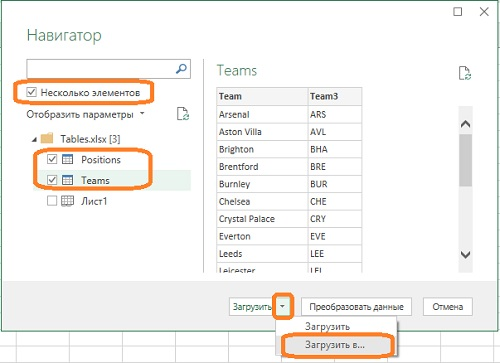 Навигатор
Несколько элементов
Отобразить параметры
Tables.xlsx [3]
Positions
Teams
Лист1
Teams
Team Team3
Arsenal ARS
Aston Villa AVL
Brighton BHA
Brentford BRE
Burnley BUR
Chelsea CHE
Crystal Palace CRY
Everton EVE
Leeds LEE
Leicester LEI
Загрузить
Преобразовать данные
Отмена
Загрузить
Загрузить в...